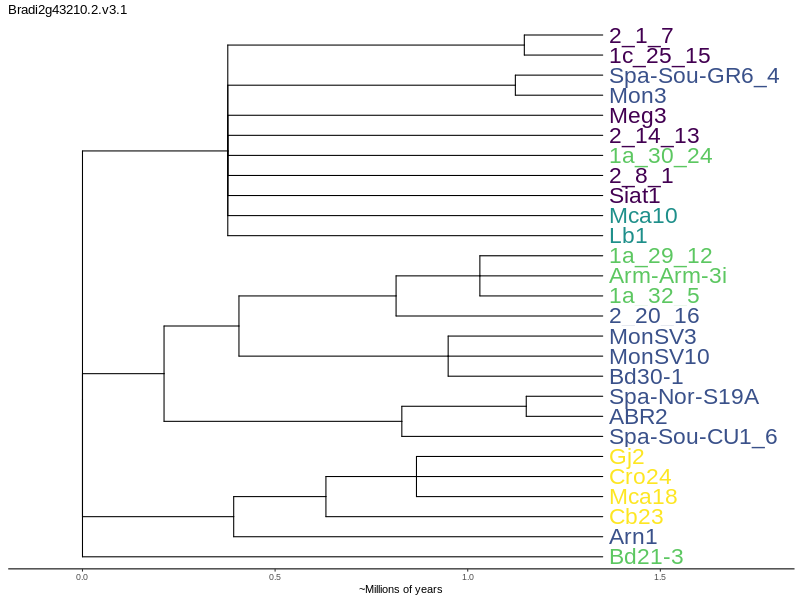 Bradi2g43210.2.v3.1
2_1_7
1c_25_15
Spa-Sou-GR6_4
Mon3
Meg3
2_14_13
1a_30_24
2_8_1
Siat1
Mca10
Lb1
1a_29_12
Arm-Arm-3i
1a_32_5
2_20_16
MonSV3
MonSV10
Bd30-1
Spa-Nor-S19A
ABR2
Spa-Sou-CU1_6
Gj2
Cro24
Mca18
Cb23
Arn1
Bd21-3
0.0 0.5 1.0 1.5
~Millions of years